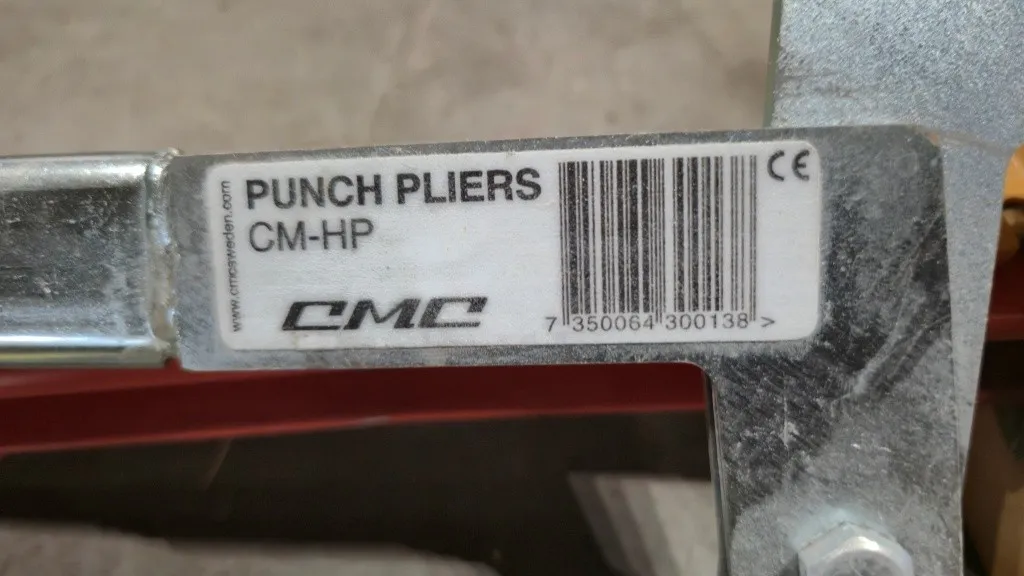 www.cmcsweden.com
PUNCH PLIERS
CM-HP
CMC
7 350064 300138 >
CE